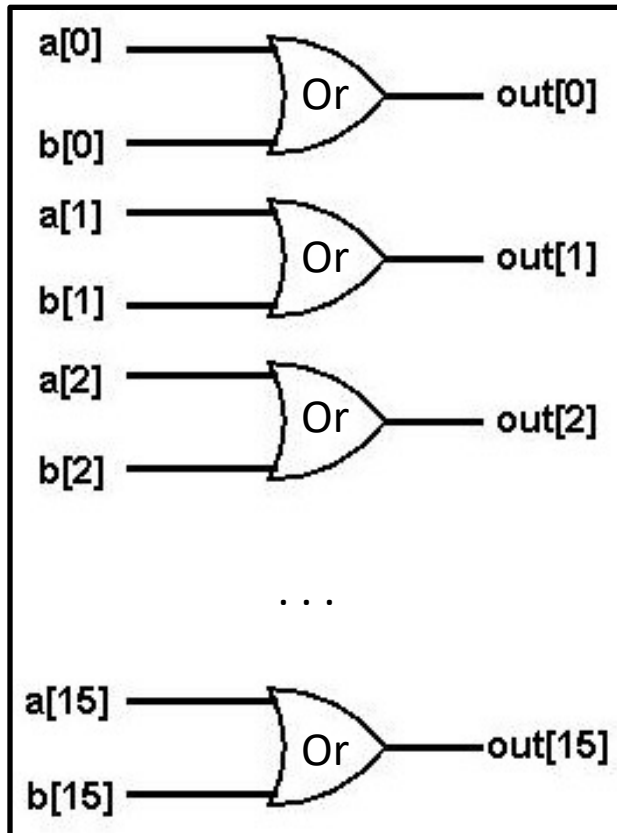 a[0]
Or
out[0]
b[0]
a[1]
Or
out[1]
b[1]
a[2]
Or
out[2]
b[2]
. . .
a[15]
Or
out[15]
b[15]